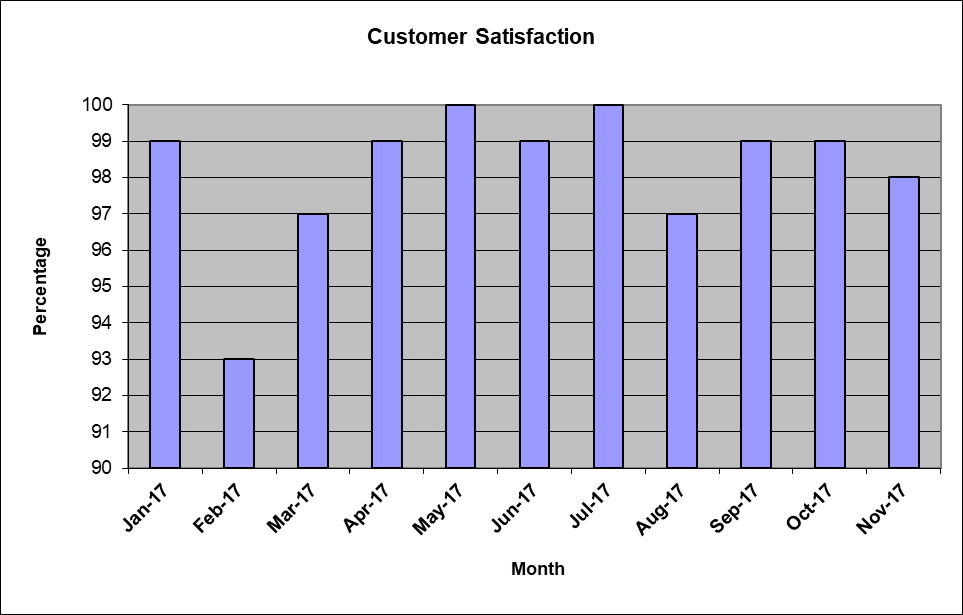 Customer Satisfaction
100
99
98
97
96
95
94
93
92
91
90
Percentage
Jan-17
Feb-17
Mar-17
Apr-17
May-17
Jun-17
Jul-17
Aug-17
Sep-17
Oct-17
Nov-17
Month